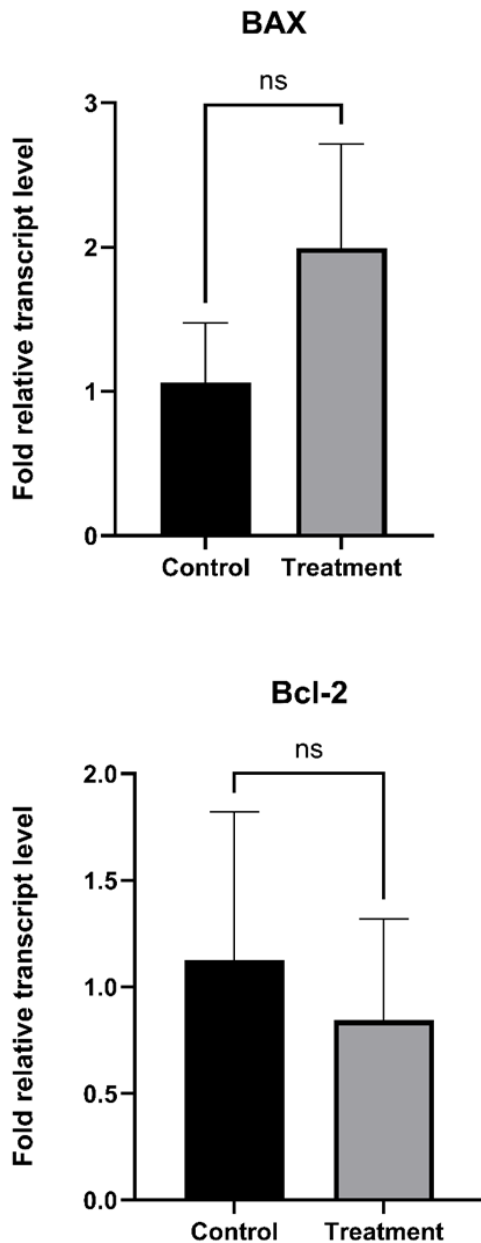 BAX
ns
Fold relative transcript level
3
2
1
0
Control Treatment
Bcl-2
ns
Fold relative transcript level
2.0
1.5
1.0
0.5
0.0
Control Treatment